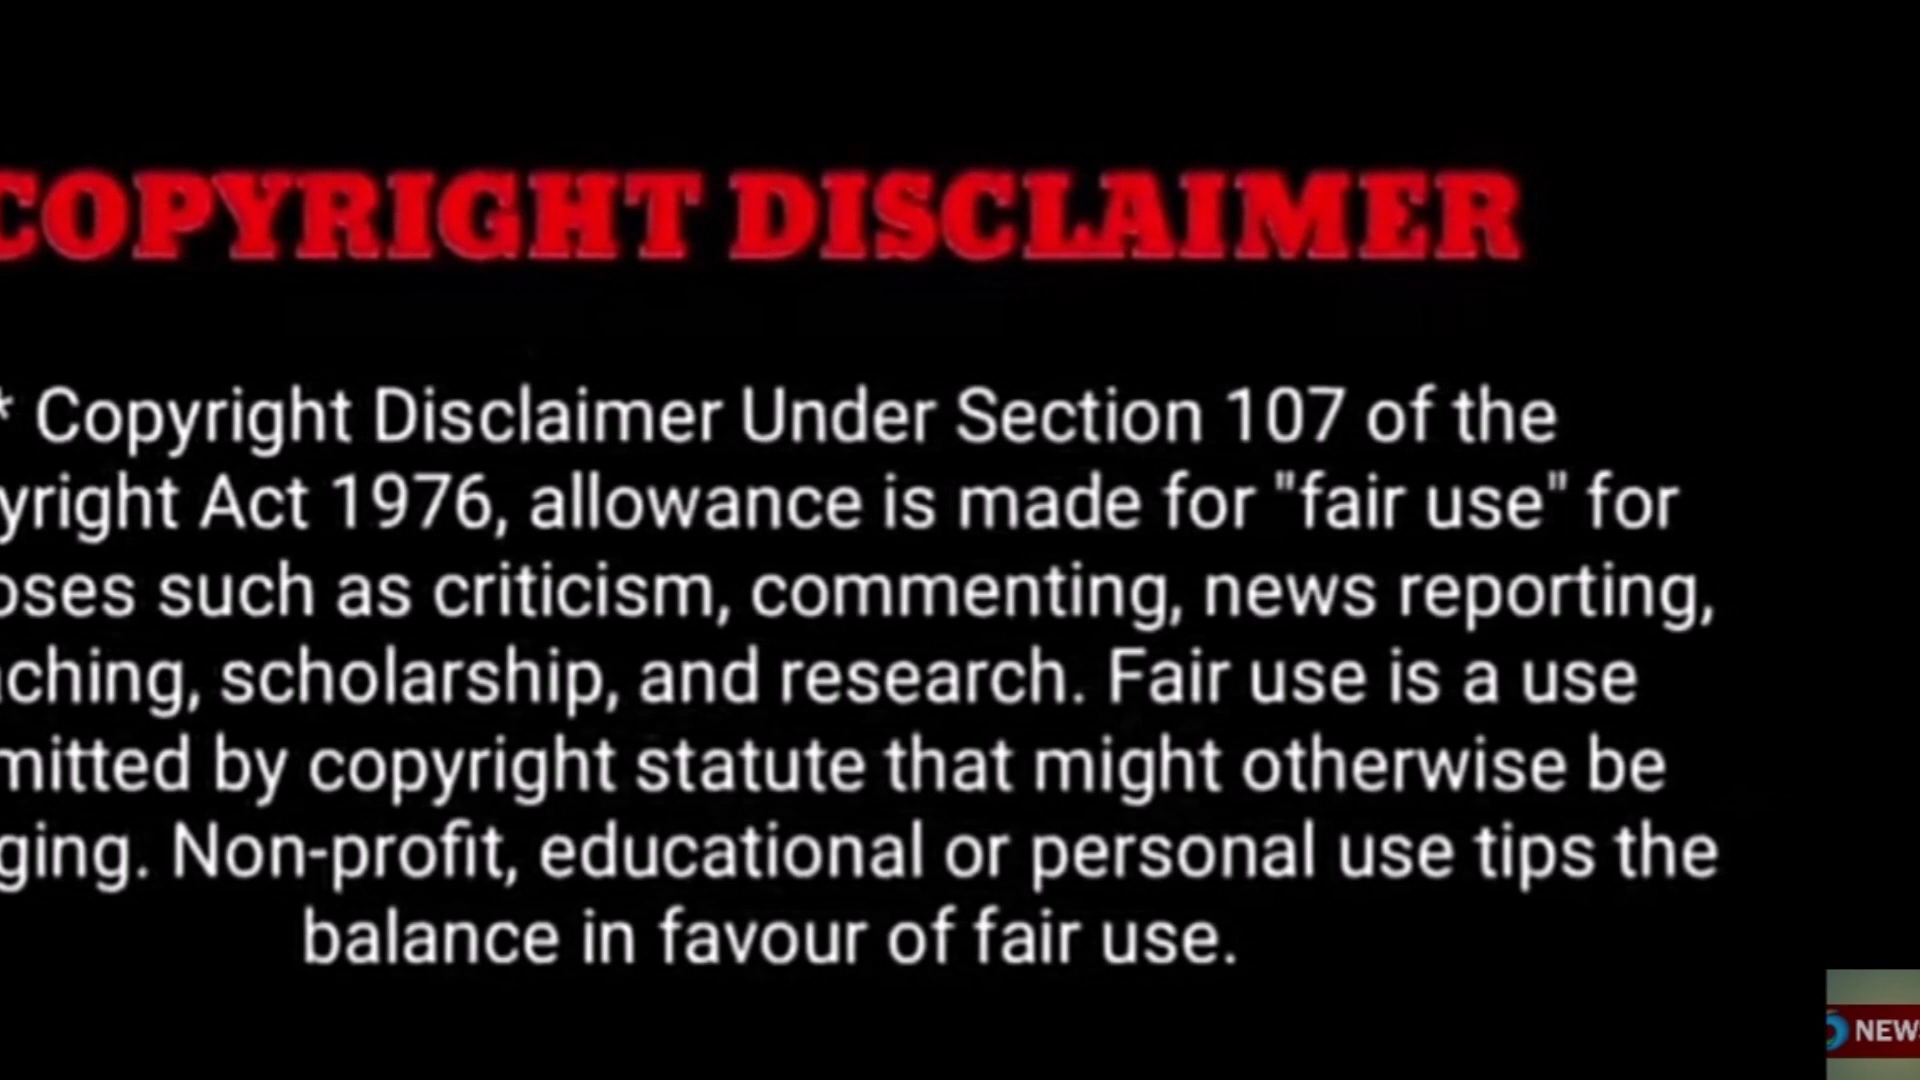 COPYRIGHT DISCLAIMER
* Copyright Disclaimer Under Section 107 of the
yright Act 1976, allowance is made for "fair use" for
oses such as criticism, commenting, news reporting,
ching, scholarship, and research. Fair use is a use
mitted by copyright statute that might otherwise be
ging. Non-profit, educational or personal use tips the
balance in favour of fair use.
NEWS